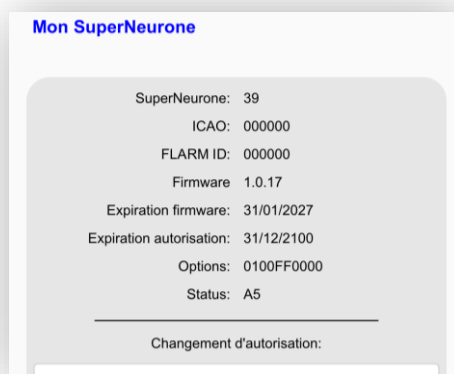 Mon SuperNeurone
SuperNeurone: 39
ICAO: 000000
FLARM ID: 000000
Firmware 1.0.17
Expiration firmware: 31/01/2027
Expiration autorisation: 31/12/2100
Options: 0100FF0000
Status: A5
Changement d'autorisation: